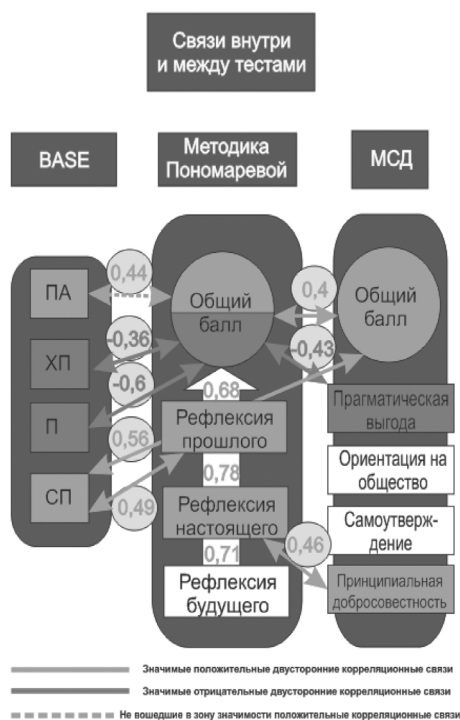 Связи внутри
и между тестами
BASE
Методика
Пономаревой
МСД
ПА
ХП
П
СП
0,44
-0,36
-0,6
0,56
0,49
Общий
балл
0,68
Рефлексия
прошлого
0,78
Рефлексия
настоящего
0,71
Рефлексия
будущего
0,4
-0,43
0,46
Общий
балл
Прагматическая
выгода
Ориентация на
общество
Самоутверж-
дение
Принципиальная
добросовестность
Значимые положительные двусторонние корреляционные связи
Значимые отрицательные двусторонние корреляционные связи
Не вошедшие в зону значимости положительные корреляционные связи